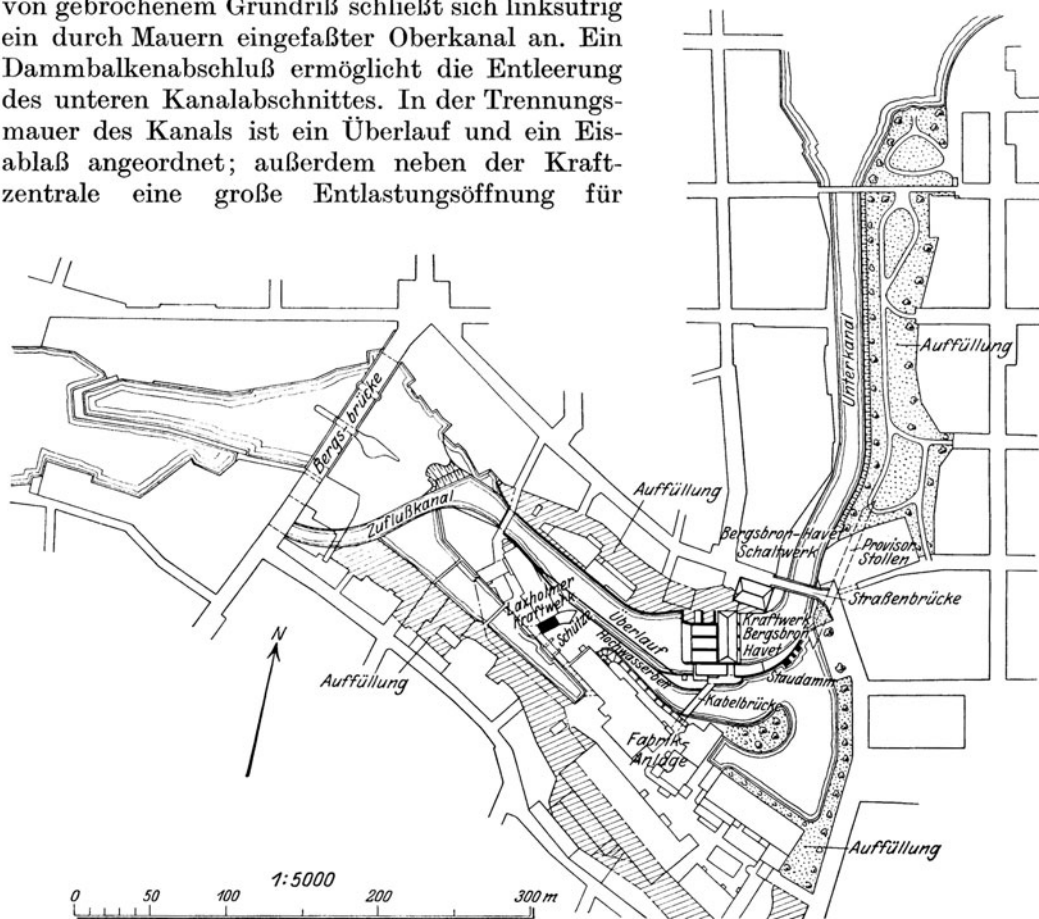 von gebrochenem Grundriß schließt sich linksufrig
ein durch Mauern eingefaßter Oberkanal an. Ein
Dammbalkenabschluß ermöglicht die Entleerung
des unteren Kanalabschnittes. In der Trennungs-
mauer des Kanals ist ein Überlauf und ein Eis-
ablaß angeordnet; außerdem neben der Kraft-
zentrale eine große Entlastungsöffnung für
Auffüllung
Unterkanal
Bergs-brücke
Zuflußkanal
Auffüllung
Bergsbron-Havet
Schaltwerk
Provisor.
Stollen
Straßenbrücke
Laxholmer
Kraftwerk
Schütze
Überlauf
Hochwasserbett
Kraftwerk
Bergsbron
Havet
Staudamm
Kabelbrücke
N
Auffüllung
Fabrik-
Anlage
Auffüllung
1:5000
0 50 100 200 300 m